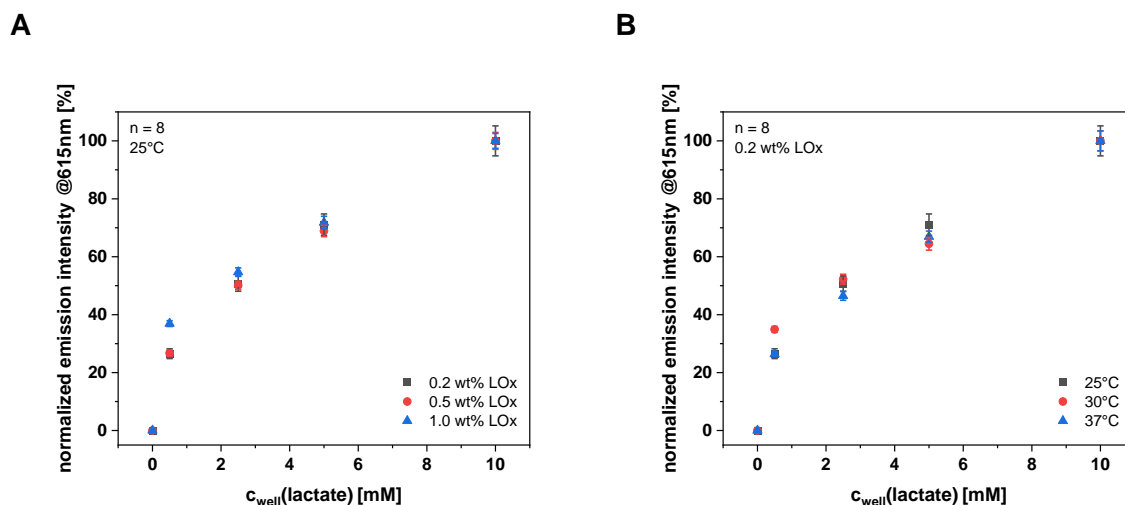 A
normalized emission intensity @615nm [%]
n = 8
25°C
100
80
60
40
20
0
0.2 wt% LOx
0.5 wt% LOx
1.0 wt% LOx
0 2 4 6 8 10
c_well(lactate) [mM]
B
normalized emission intensity @615nm [%]
n = 8
0.2 wt% LOx
100
80
60
40
20
0
25°C
30°C
37°C
0 2 4 6 8 10
c_well(lactate) [mM]